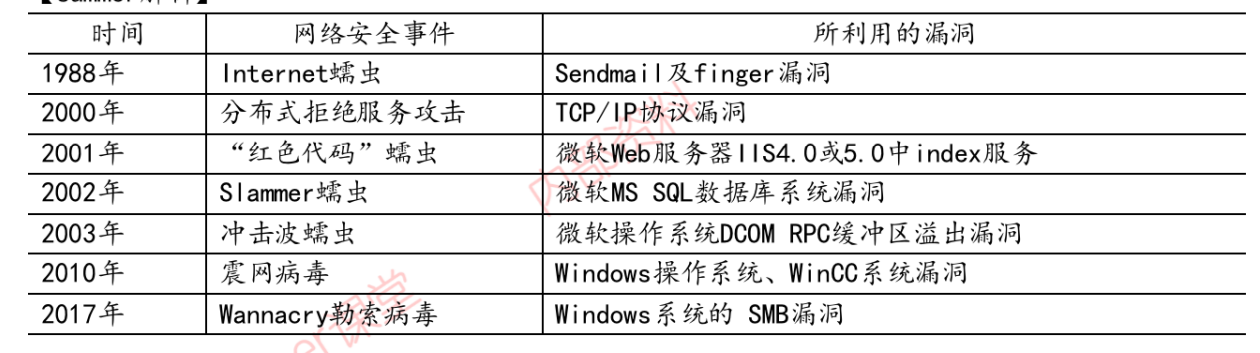 时间 网络安全事件 所利用的漏洞
1988年 Internet蠕虫 Sendmail及finger漏洞
2000年 分布式拒绝服务攻击 TCP/IP协议漏洞
2001年 “红色代码”蠕虫 微软Web服务器IIS4.0或5.0中index服务
2002年 Slammer蠕虫 微软MS SQL数据库系统漏洞
2003年 冲击波蠕虫 微软操作系统DCOM RPC缓冲区溢出漏洞
2010年 震网病毒 Windows操作系统、WinCC系统漏洞
2017年 Wannacry勒索病毒 Windows系统的 SMB漏洞
内部资料
er课堂